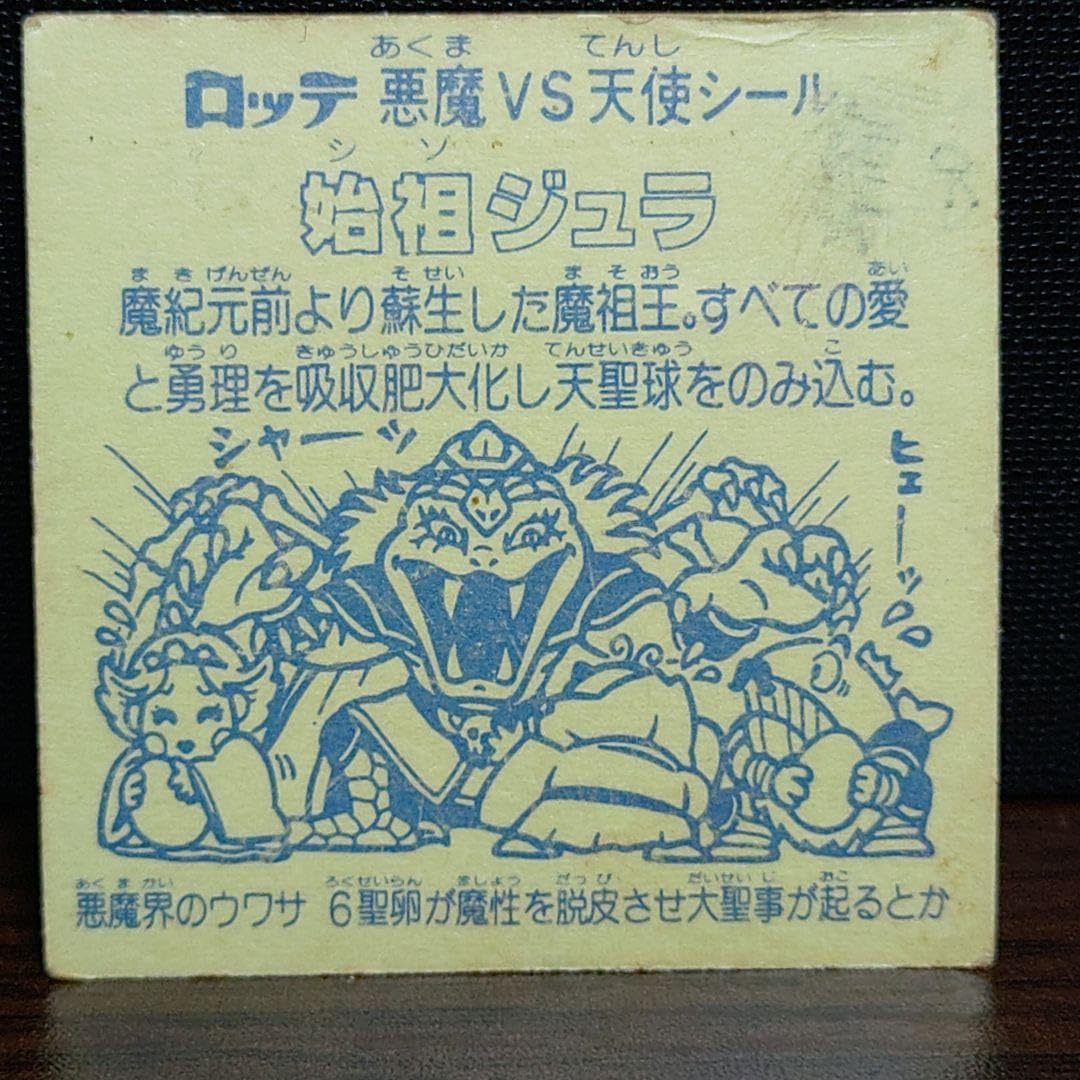 あくま てんし
ロッテ 悪魔VS天使シール
シソ
始祖ジュラ
まきげんぜん そせい まそおう あい
魔紀元前より蘇生した魔祖王。すべての愛
ゆうり きゅうしゅうひだいか てんせいきゅう こ
と勇理を吸収肥大化し天聖球をのみ込む。
シャーッ
ヒェーッ
あくまかい ろくせいらん ましょう だっぴ だいせいじ おこ
悪魔界のウワサ 6聖卵が魔性を脱皮させ大聖事が起るとか